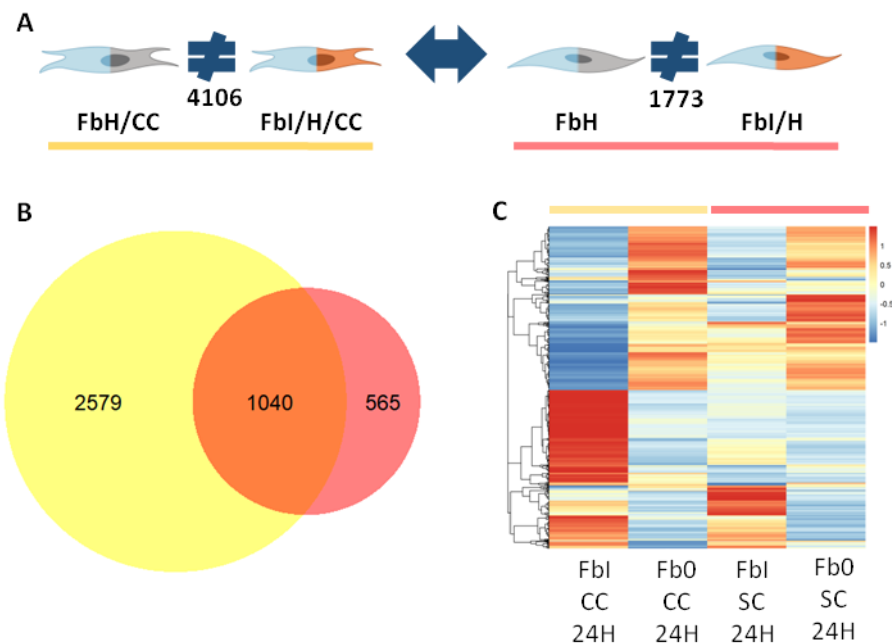 A
4106
1773
FbH/CC
FbI/H/CC
FbH
FbI/H
B
2579
1040
565
C
1
0.5
0
-0.5
-1
FbI
CC
24H
Fb0
CC
24H
FbI
SC
24H
Fb0
SC
24H